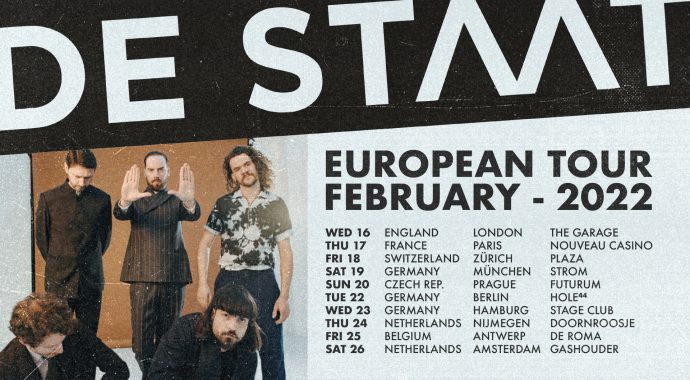 DE STAAT
EUROPEAN TOUR
FEBRUARY - 2022
WED 16 ENGLAND LONDON THE GARAGE
THU 17 FRANCE PARIS NOUVEAU CASINO
FRI 18 SWITZERLAND ZÜRICH PLAZA
SAT 19 GERMANY MÜNCHEN STROM
SUN 20 CZECH REP. PRAGUE FUTURUM
TUE 22 GERMANY BERLIN HOLE⁴⁴
WED 23 GERMANY HAMBURG STAGE CLUB
THU 24 NETHERLANDS NIJMEGEN DOORNROOSJE
FRI 25 BELGIUM ANTWERP DE ROMA
SAT 26 NETHERLANDS AMSTERDAM GASHOUDER